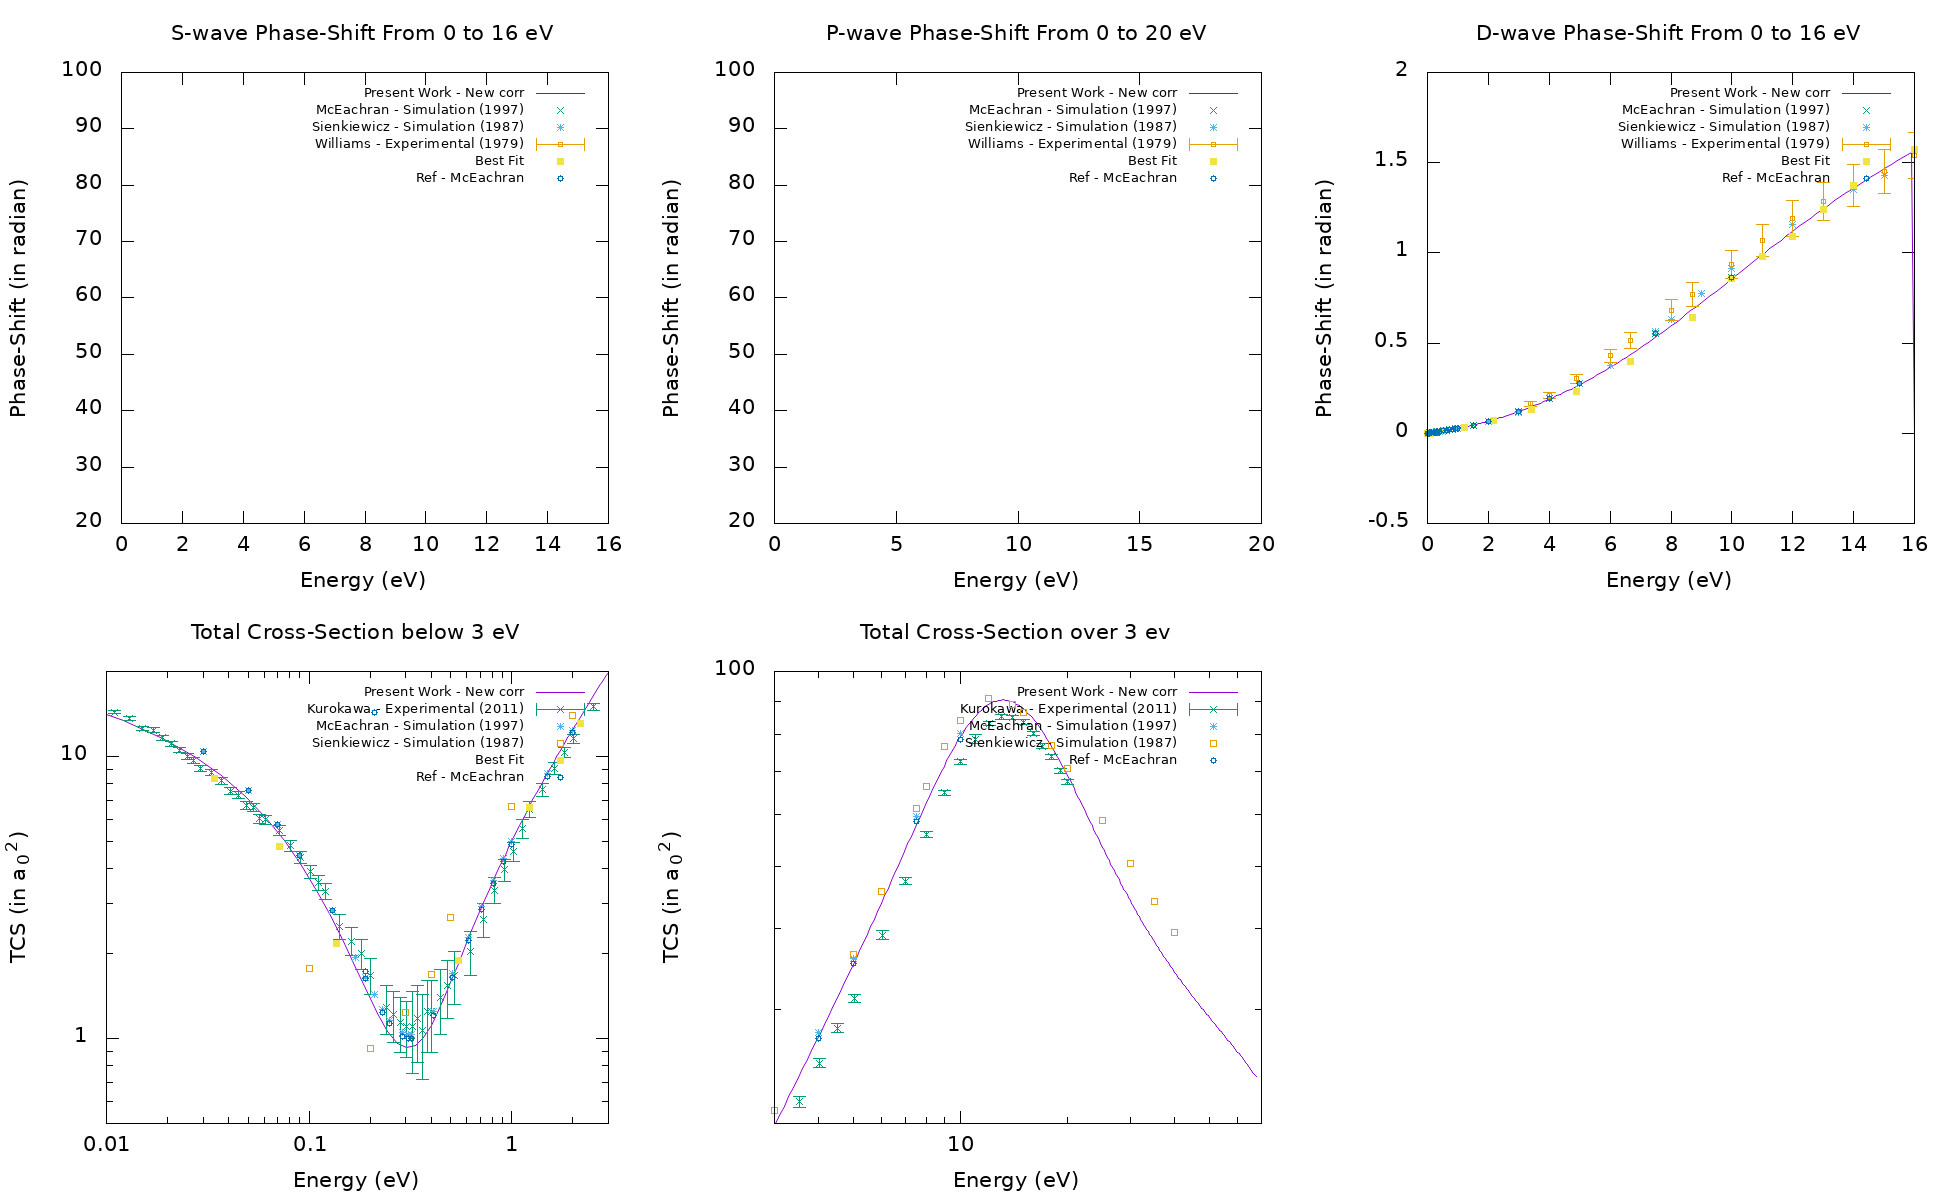 S-wave Phase-Shift From 0 to 16 eV
100
90
80
70
60
50
40
30
20
Phase-Shift (in radian)
Present Work - New corr
McEachran - Simulation (1997)
Sienkiewicz - Simulation (1987)
Williams - Experimental (1979)
Best Fit
Ref - McEachran
0 2 4 6 8 10 12 14 16
Energy (eV)
P-wave Phase-Shift From 0 to 20 eV
100
90
80
70
60
50
40
30
20
Phase-Shift (in radian)
Present Work - New corr
McEachran - Simulation (1997)
Sienkiewicz - Simulation (1987)
Williams - Experimental (1979)
Best Fit
Ref - McEachran
0 5 10 15 20
Energy (eV)
D-wave Phase-Shift From 0 to 16 eV
2
1.5
1
0.5
0
-0.5
Phase-Shift (in radian)
Present Work - New corr
McEachran - Simulation (1997)
Sienkiewicz - Simulation (1987)
Williams - Experimental (1979)
Best Fit
Ref - McEachran
0 2 4 6 8 10 12 14 16
Energy (eV)
Total Cross-Section below 3 eV
10
1
TCS (in a₀²)
Present Work - New corr
Kurokawa - Experimental (2011)
McEachran - Simulation (1997)
Sienkiewicz - Simulation (1987)
Best Fit
Ref - McEachran
0.01 0.1 1
Energy (eV)
Total Cross-Section over 3 ev
100
TCS (in a₀²)
Present Work - New corr
Kurokawa - Experimental (2011)
McEachran - Simulation (1997)
Sienkiewicz - Simulation (1987)
Ref - McEachran
10
Energy (eV)